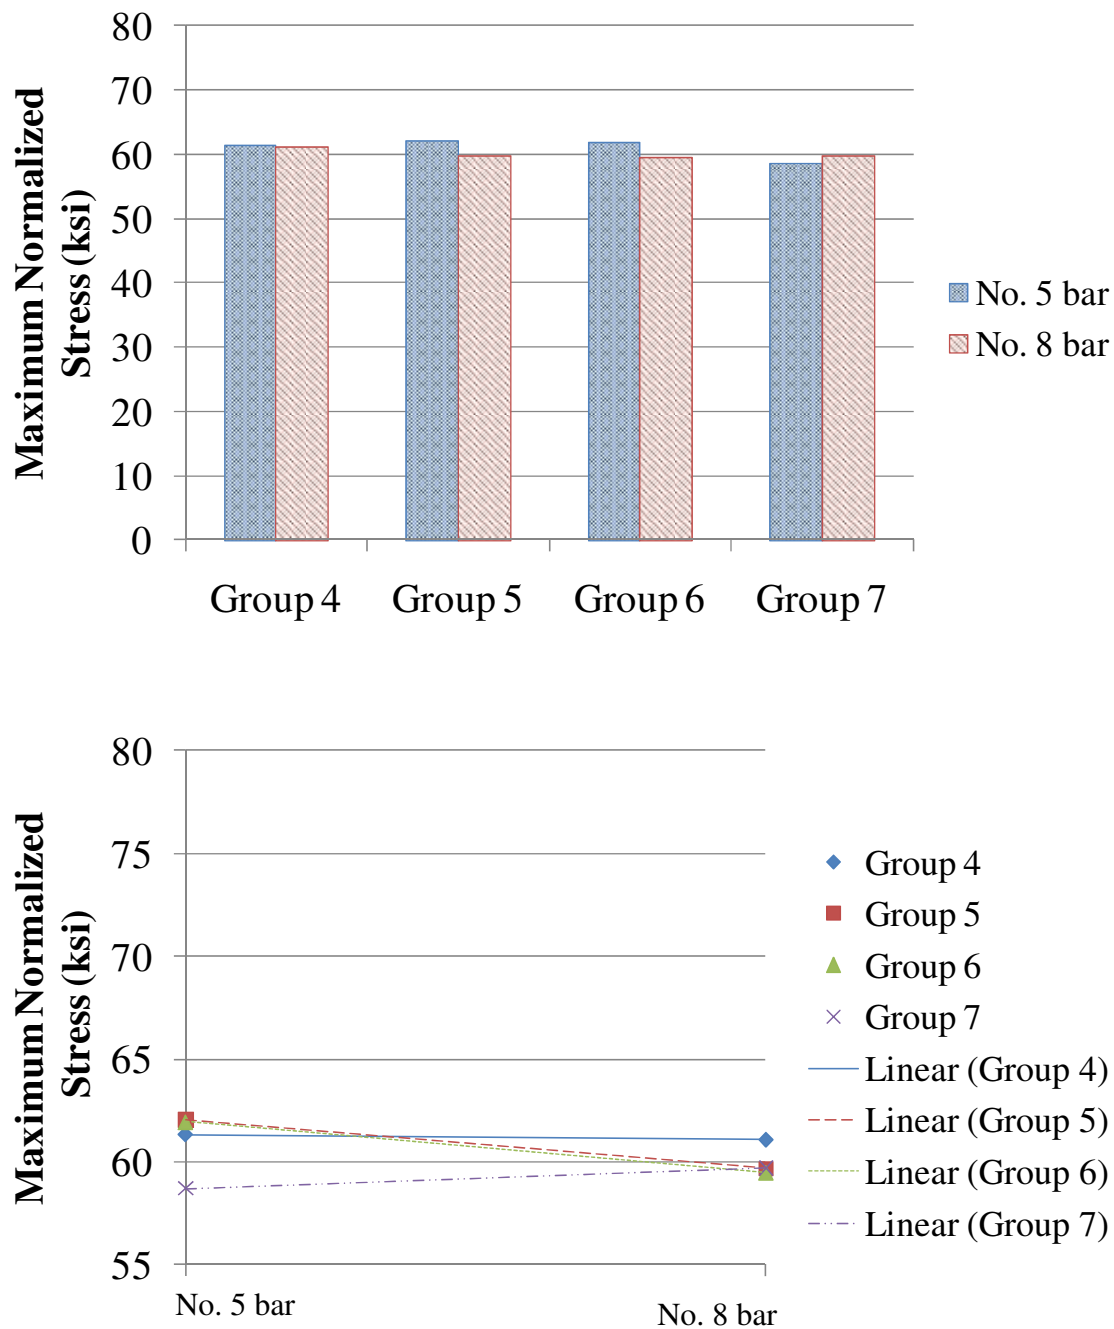 80
70
60
50
40
30
20
10
0
Maximum Normalized
Stress (ksi)
Group 4
Group 5
Group 6
Group 7
No. 5 bar
No. 8 bar
80
75
70
65
60
55
Maximum Normalized
Stress (ksi)
No. 5 bar
No. 8 bar
Group 4
Group 5
Group 6
Group 7
Linear (Group 4)
Linear (Group 5)
Linear (Group 6)
Linear (Group 7)